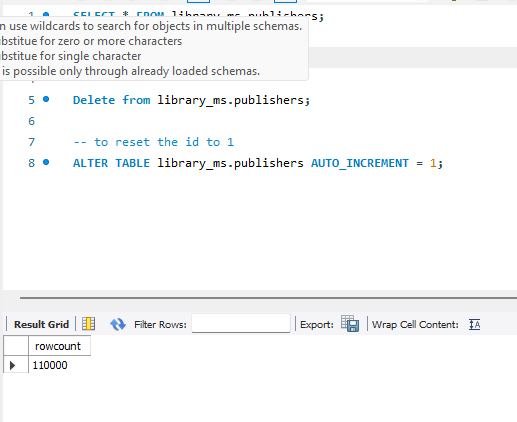 1 SELECT * FROM library_ms.publishers;
n use wildcards to search for objects in multiple schemas.
ubstitue for zero or more characters
ubstitue for single character
is possible only through already loaded schemas.
5 Delete from library_ms.publishers;
6
7 -- to reset the id to 1
8 ALTER TABLE library_ms.publishers AUTO_INCREMENT = 1;
Result Grid Filter Rows: Export: Wrap Cell Content: IA
rowcount
110000